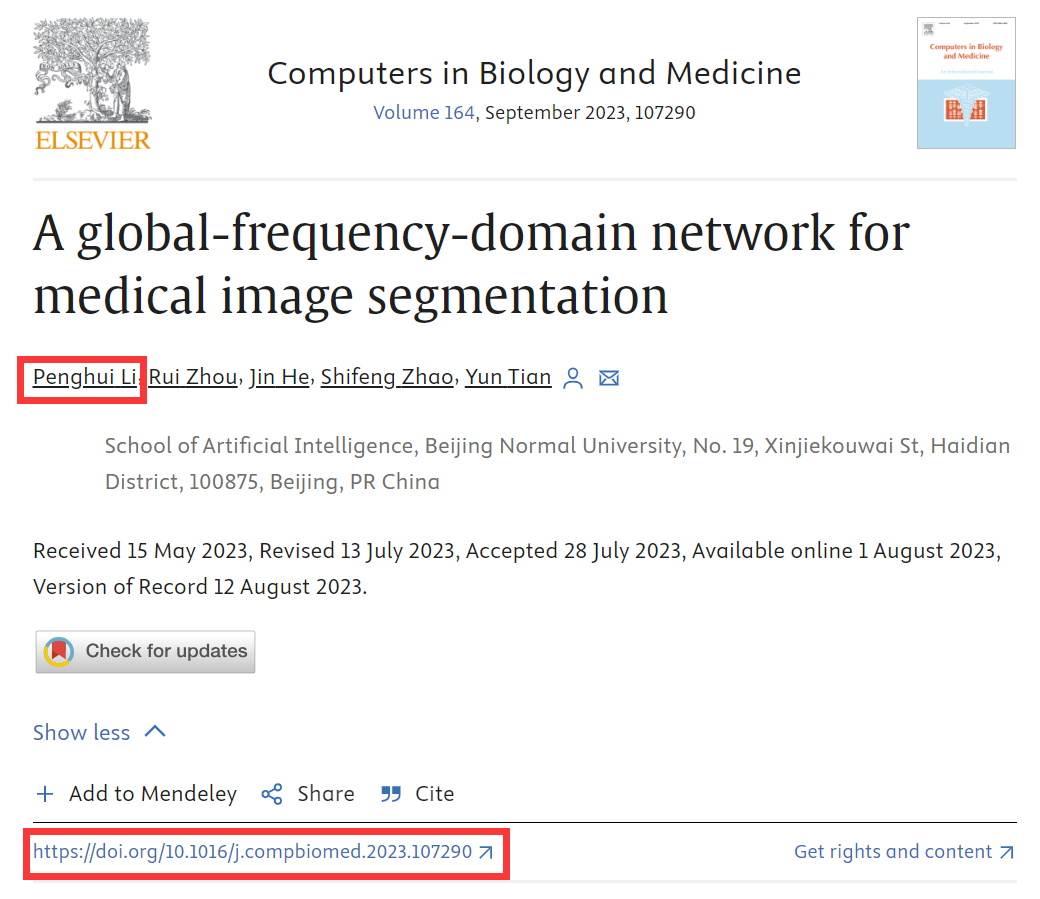 ELSEVIER
Computers in Biology and Medicine
Volume 164, September 2023, 107290
Computers in Biology
and Medicine
An International Journal
A global-frequency-domain network for
medical image segmentation
Penghui Li, Rui Zhou, Jin He, Shifeng Zhao, Yun Tian
School of Artificial Intelligence, Beijing Normal University, No. 19, Xinjiekouwai St, Haidian
District, 100875, Beijing, PR China
Received 15 May 2023, Revised 13 July 2023, Accepted 28 July 2023, Available online 1 August 2023,
Version of Record 12 August 2023.
Check for updates
Show less
Add to Mendeley Share Cite
https://doi.org/10.1016/j.compbiomed.2023.107290 Get rights and content